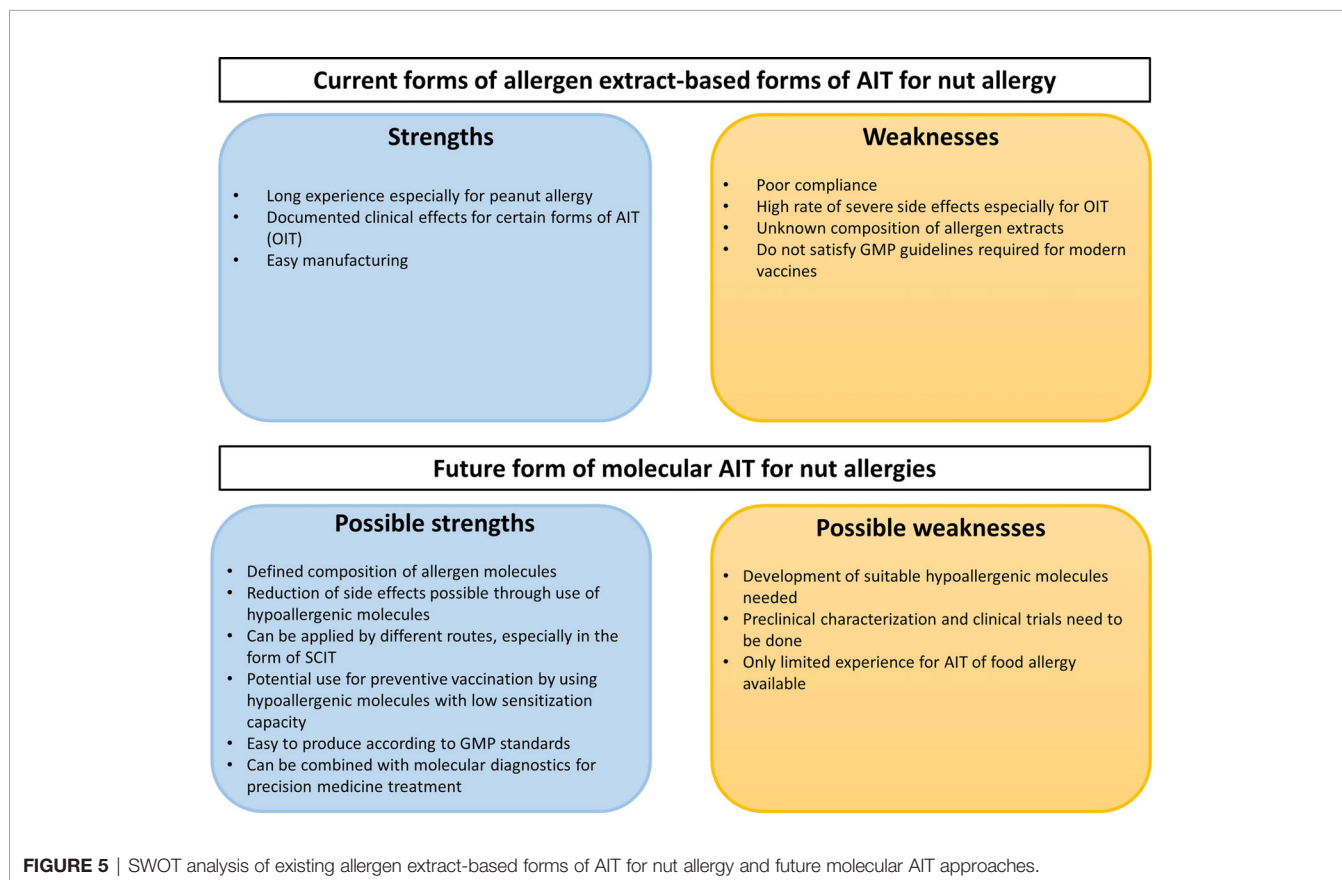 Current forms of allergen extract-based forms of AIT for nut allergy
Strengths
• Long experience especially for peanut allergy
• Documented clinical effects for certain forms of AIT
(OIT)
• Easy manufacturing
Weaknesses
• Poor compliance
• High rate of severe side effects especially for OIT
• Unknown composition of allergen extracts
• Do not satisfy GMP guidelines required for modern
vaccines
Future form of molecular AIT for nut allergies
Possible strengths
• Defined composition of allergen molecules
• Reduction of side effects possible through use of
hypoallergenic molecules
• Can be applied by different routes, especially in the
form of SCIT
• Potential use for preventive vaccination by using
hypoallergenic molecules with low sensitization
capacity
• Easy to produce according to GMP standards
• Can be combined with molecular diagnostics for
precision medicine treatment
Possible weaknesses
• Development of suitable hypoallergenic molecules
needed
• Preclinical characterization and clinical trials need to
be done
• Only limited experience for AIT of food allergy
available
FIGURE 5 | SWOT analysis of existing allergen extract-based forms of AIT for nut allergy and future molecular AIT approaches.